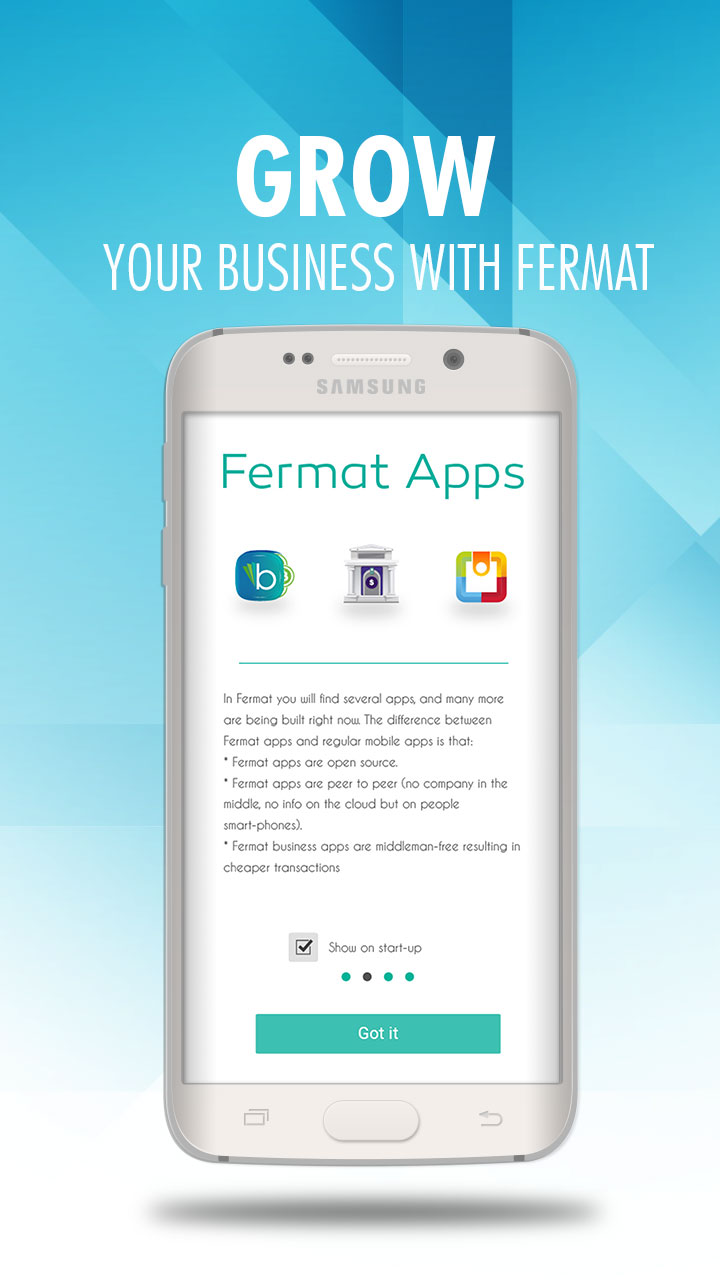 GROW
YOUR BUSINESS WITH FERMAT
SAMSUNG
Fermat Apps
b
$
In Fermat you will find several apps, and many more
are being built right now. The difference between
Fermat apps and regular mobile apps is that:
* Fermat apps are open source.
* Fermat apps are peer to peer (no company in the
middle, no info on the cloud but on people
smart-phones).
* Fermat business apps are middleman-free resulting in
cheaper transactions
Show on start-up
Got it